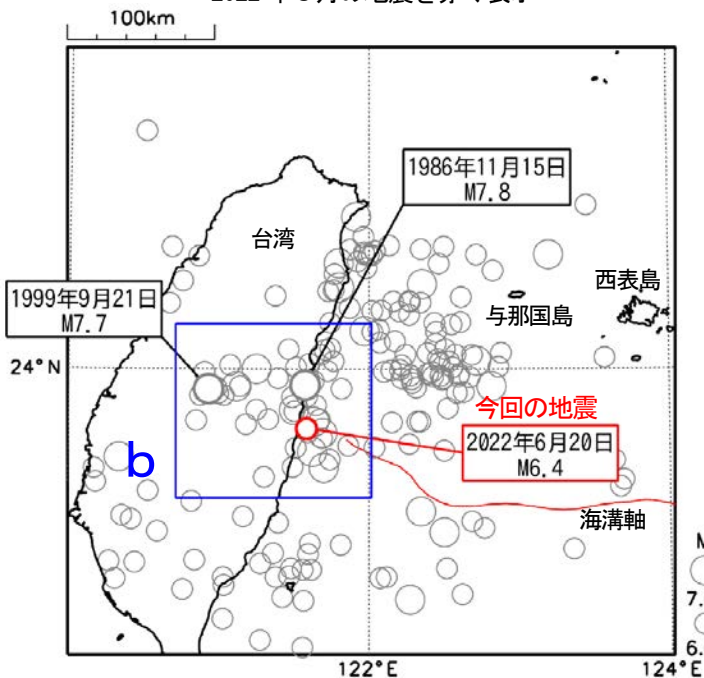 100km
1986年11月15日
M7.8
台湾
西表島
1999年9月21日
M7.7
与那国島
24°N
今回の地震
2022年6月20日
M6.4
b
海溝軸
M
7.
6.
122°E
124°E